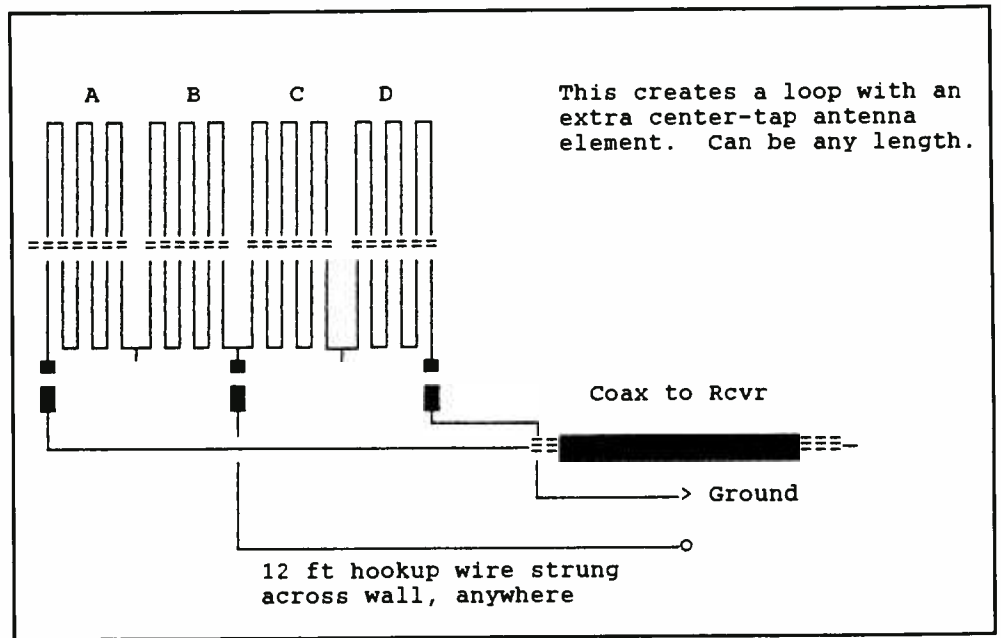 A B C D
This creates a loop with an
extra center-tap antenna
element. Can be any length.
Coax to Rcvr
> Ground
12 ft hookup wire strung
across wall, anywhere